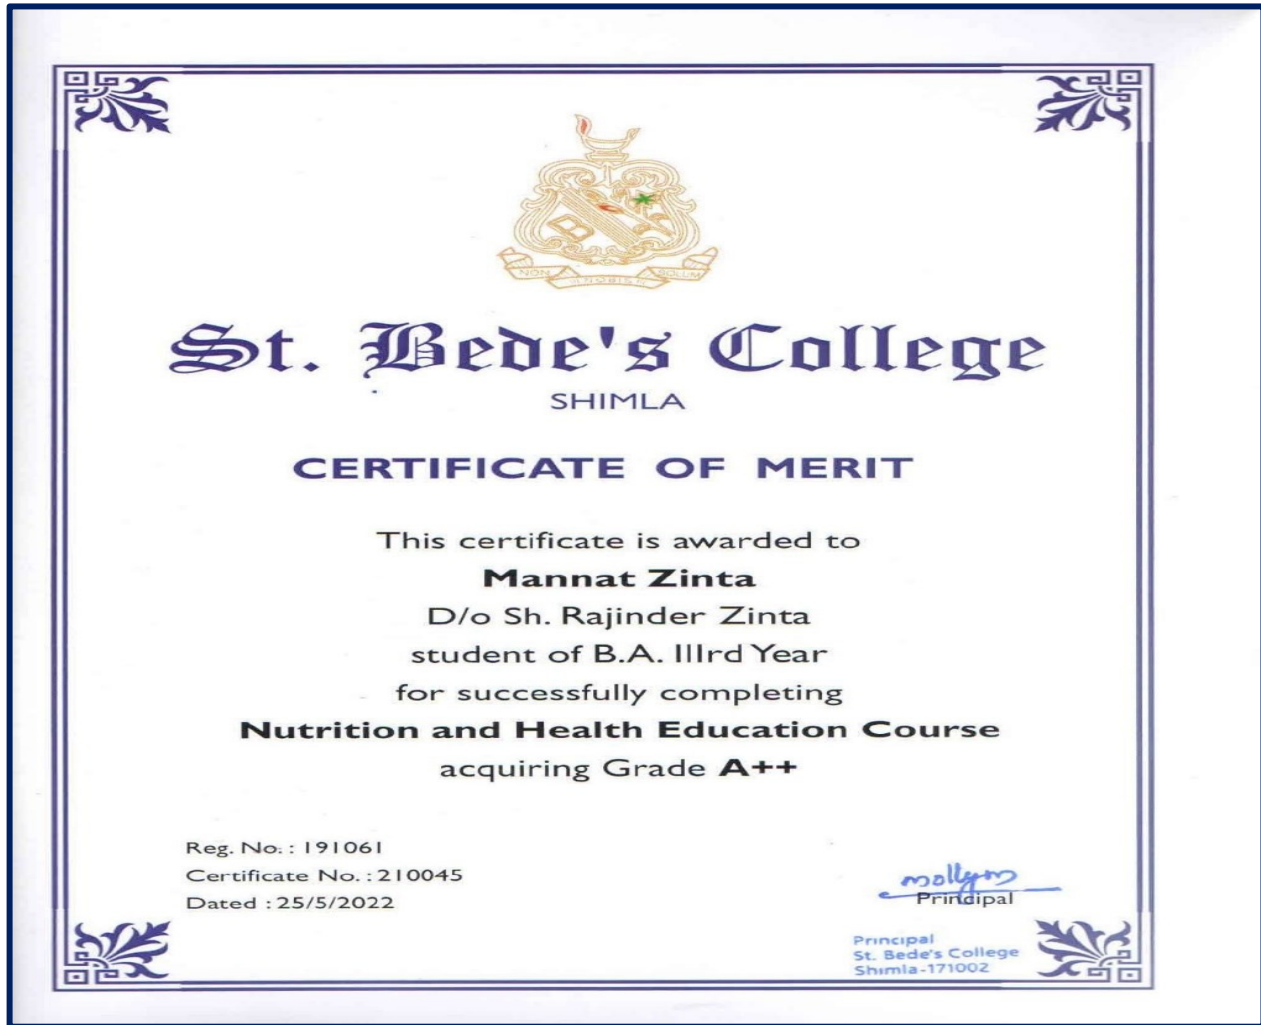 NON
NOBIS
SOLUM
St. Bede's College
SHIMLA
CERTIFICATE OF MERIT
This certificate is awarded to
Mannat Zinta
D/o Sh. Rajinder Zinta
student of B.A. IIIrd Year
for successfully completing
Nutrition and Health Education Course
acquiring Grade A++
Reg. No. : 191061
Certificate No. : 210045
Dated : 25/5/2022
Principal
Principal
St. Bede's College
Shimla-171002